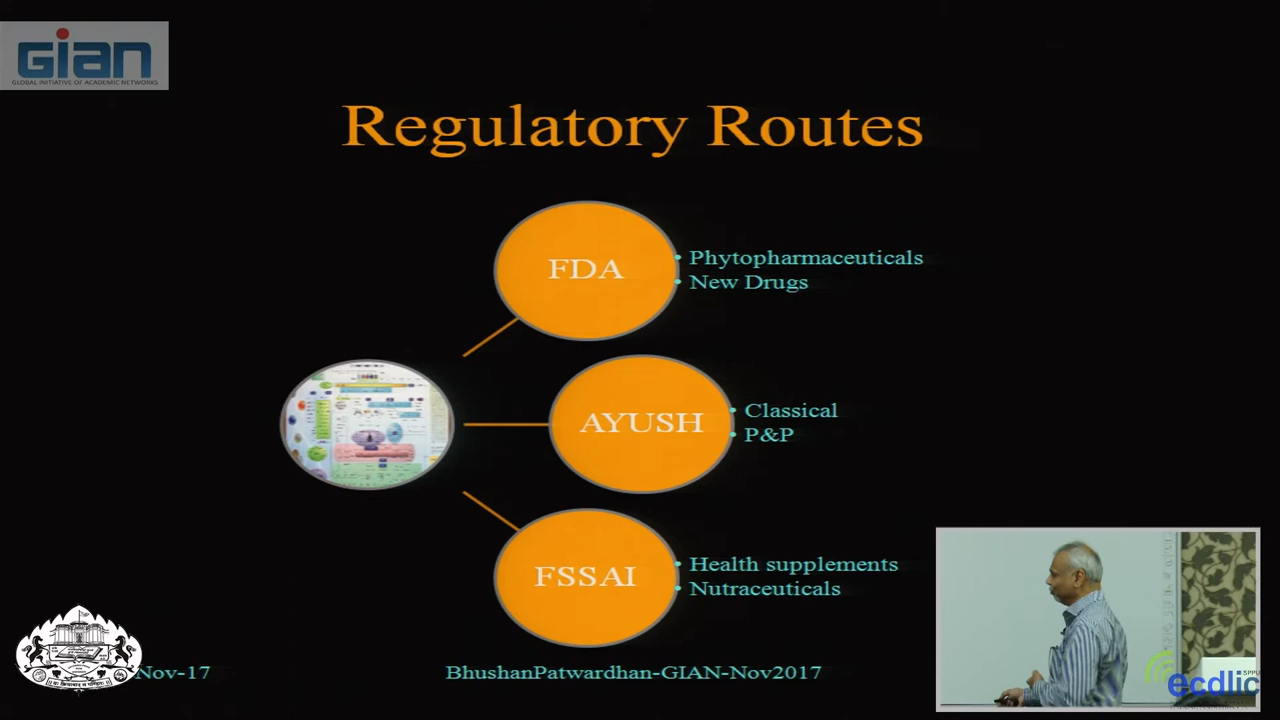 GIAN
GLOBAL INITIATIVE OF ACADEMIC NETWORKS
Regulatory Routes
FDA
• Phytopharmaceuticals
• New Drugs
AYUSH
• Classical
• P&P
FSSAI
• Health supplements
• Nutraceuticals
Nov-17
BhushanPatwardhan-GIAN-Nov2017
SPPU
ecdlic